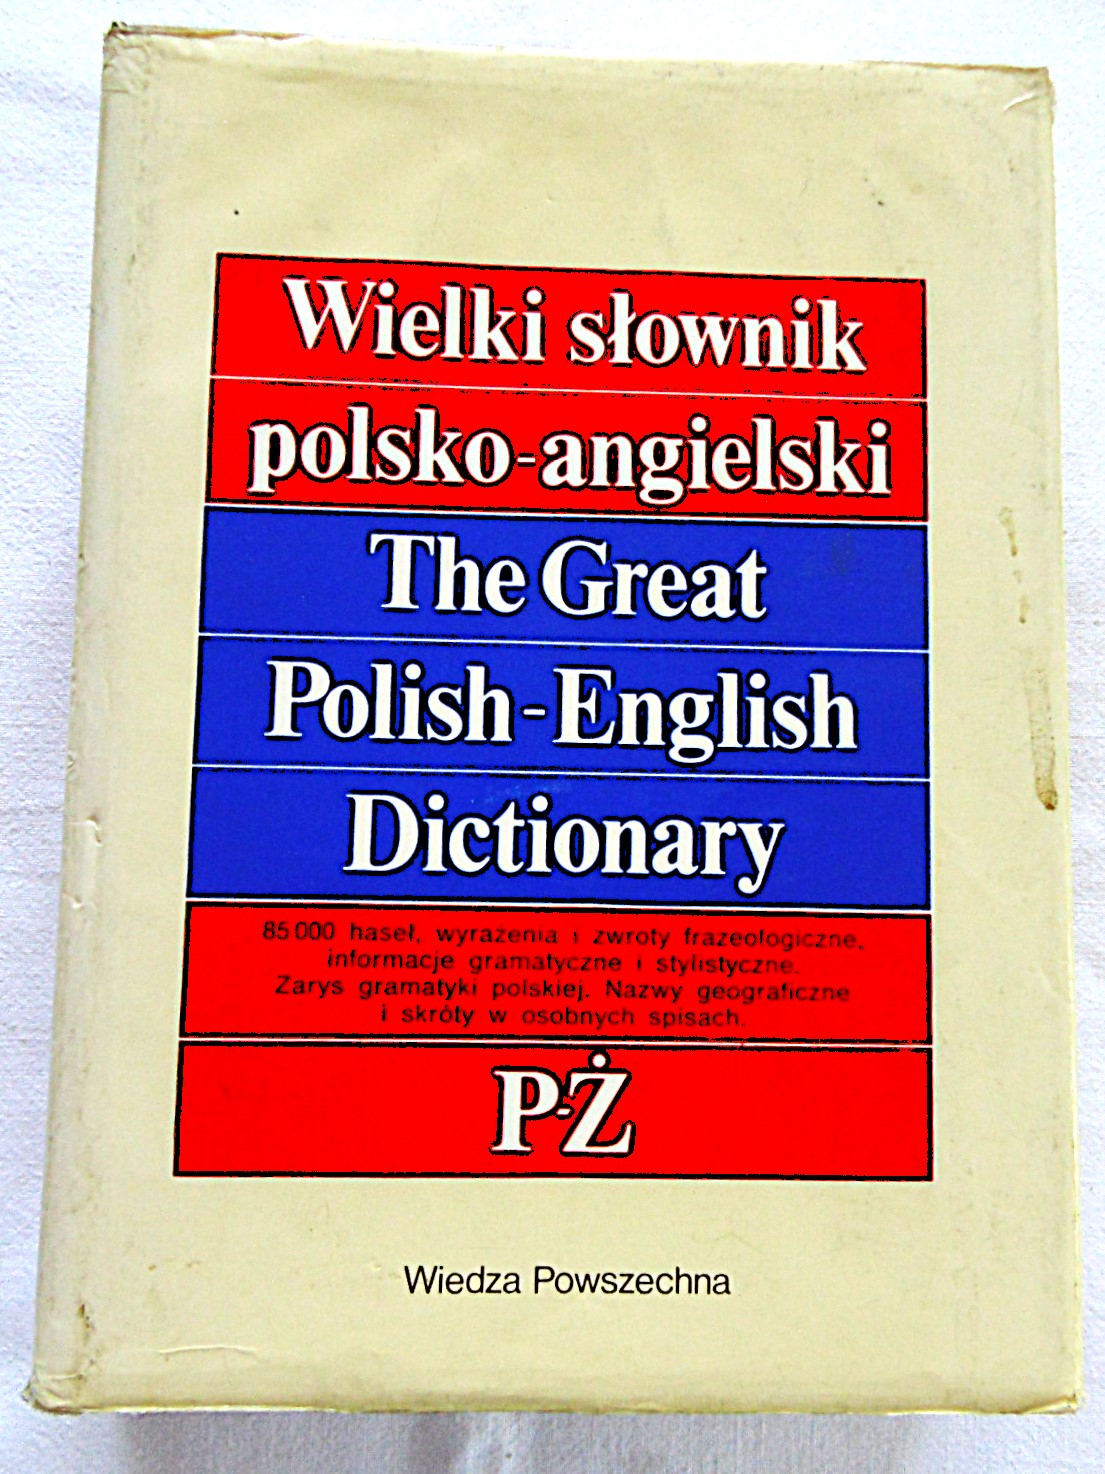 Wielki słownik
polsko-angielski
The Great
Polish-English
Dictionary
85 000 haseł, wyrażenia i zwroty frazeologiczne,
informacje gramatyczne i stylistyczne.
Zarys gramatyki polskiej. Nazwy geograficzne
i skróty w osobnych spisach.
P-Ż
Wiedza Powszechna